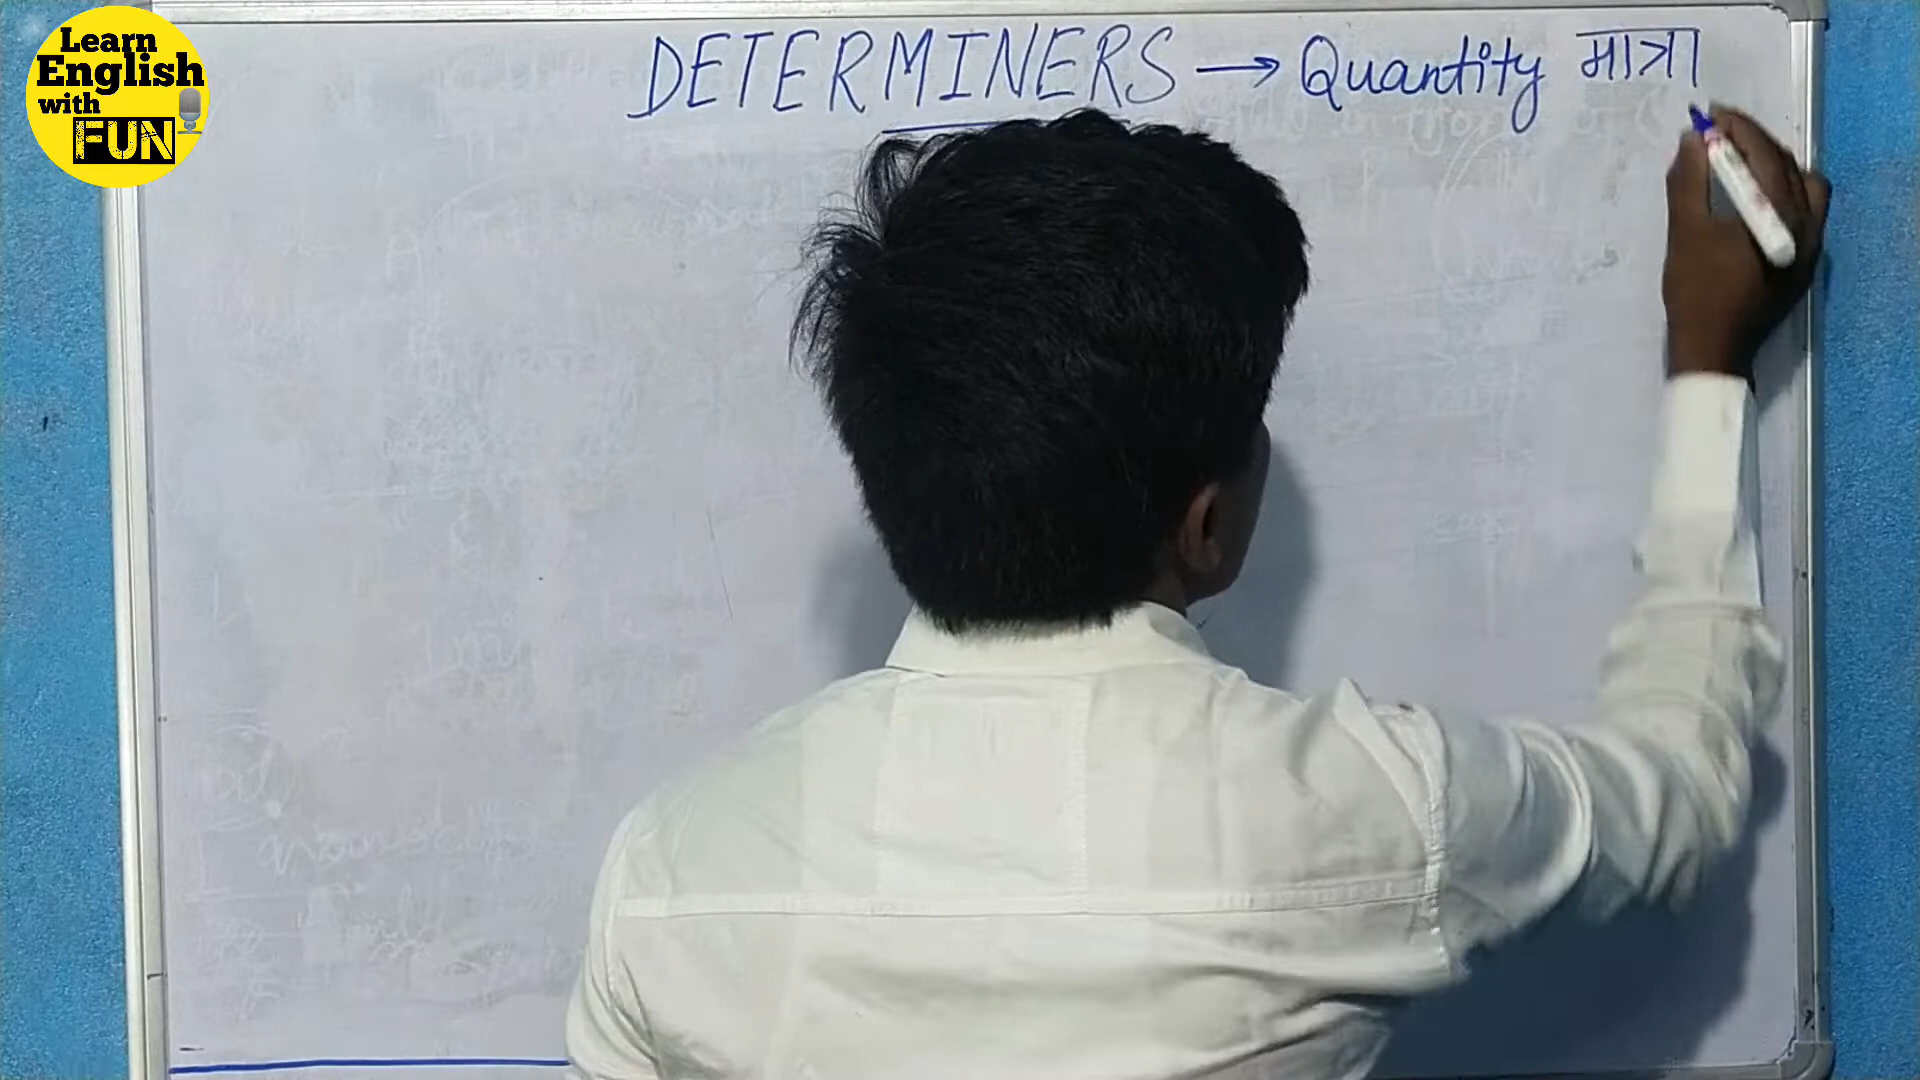 Learn
English
with
FUN
DETERMINERS → Quantity मात्रा